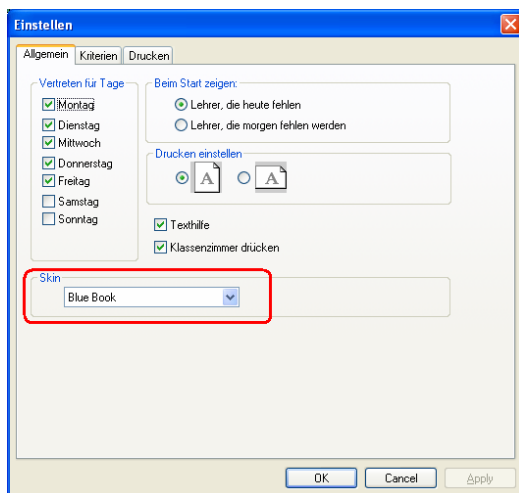 Einstellen
Allgemein Kriterien Drucken
Vertreten für Tage
Montag
Dienstag
Mittwoch
Donnerstag
Freitag
Samstag
Sonntag
Beim Start zeigen:
Lehrer, die heute fehlen
Lehrer, die morgen fehlen werden
Drucken einstellen
A A
Texthilfe
Klassenzimmer drücken
Skin
Blue Book
OK Cancel Apply